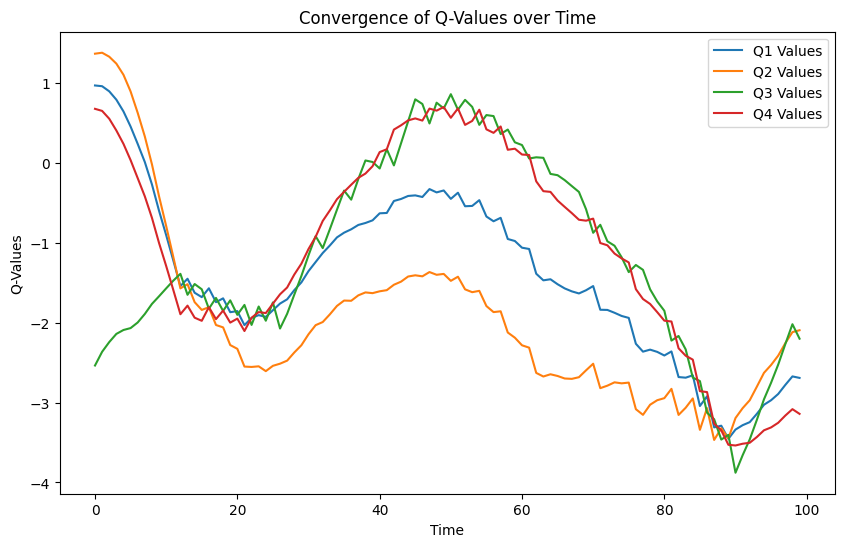 Convergence of Q-Values over Time
Q1 Values
Q2 Values
Q3 Values
Q4 Values
Q-Values
1
0
−1
−2
−3
−4
0 20 40 60 80 100
Time